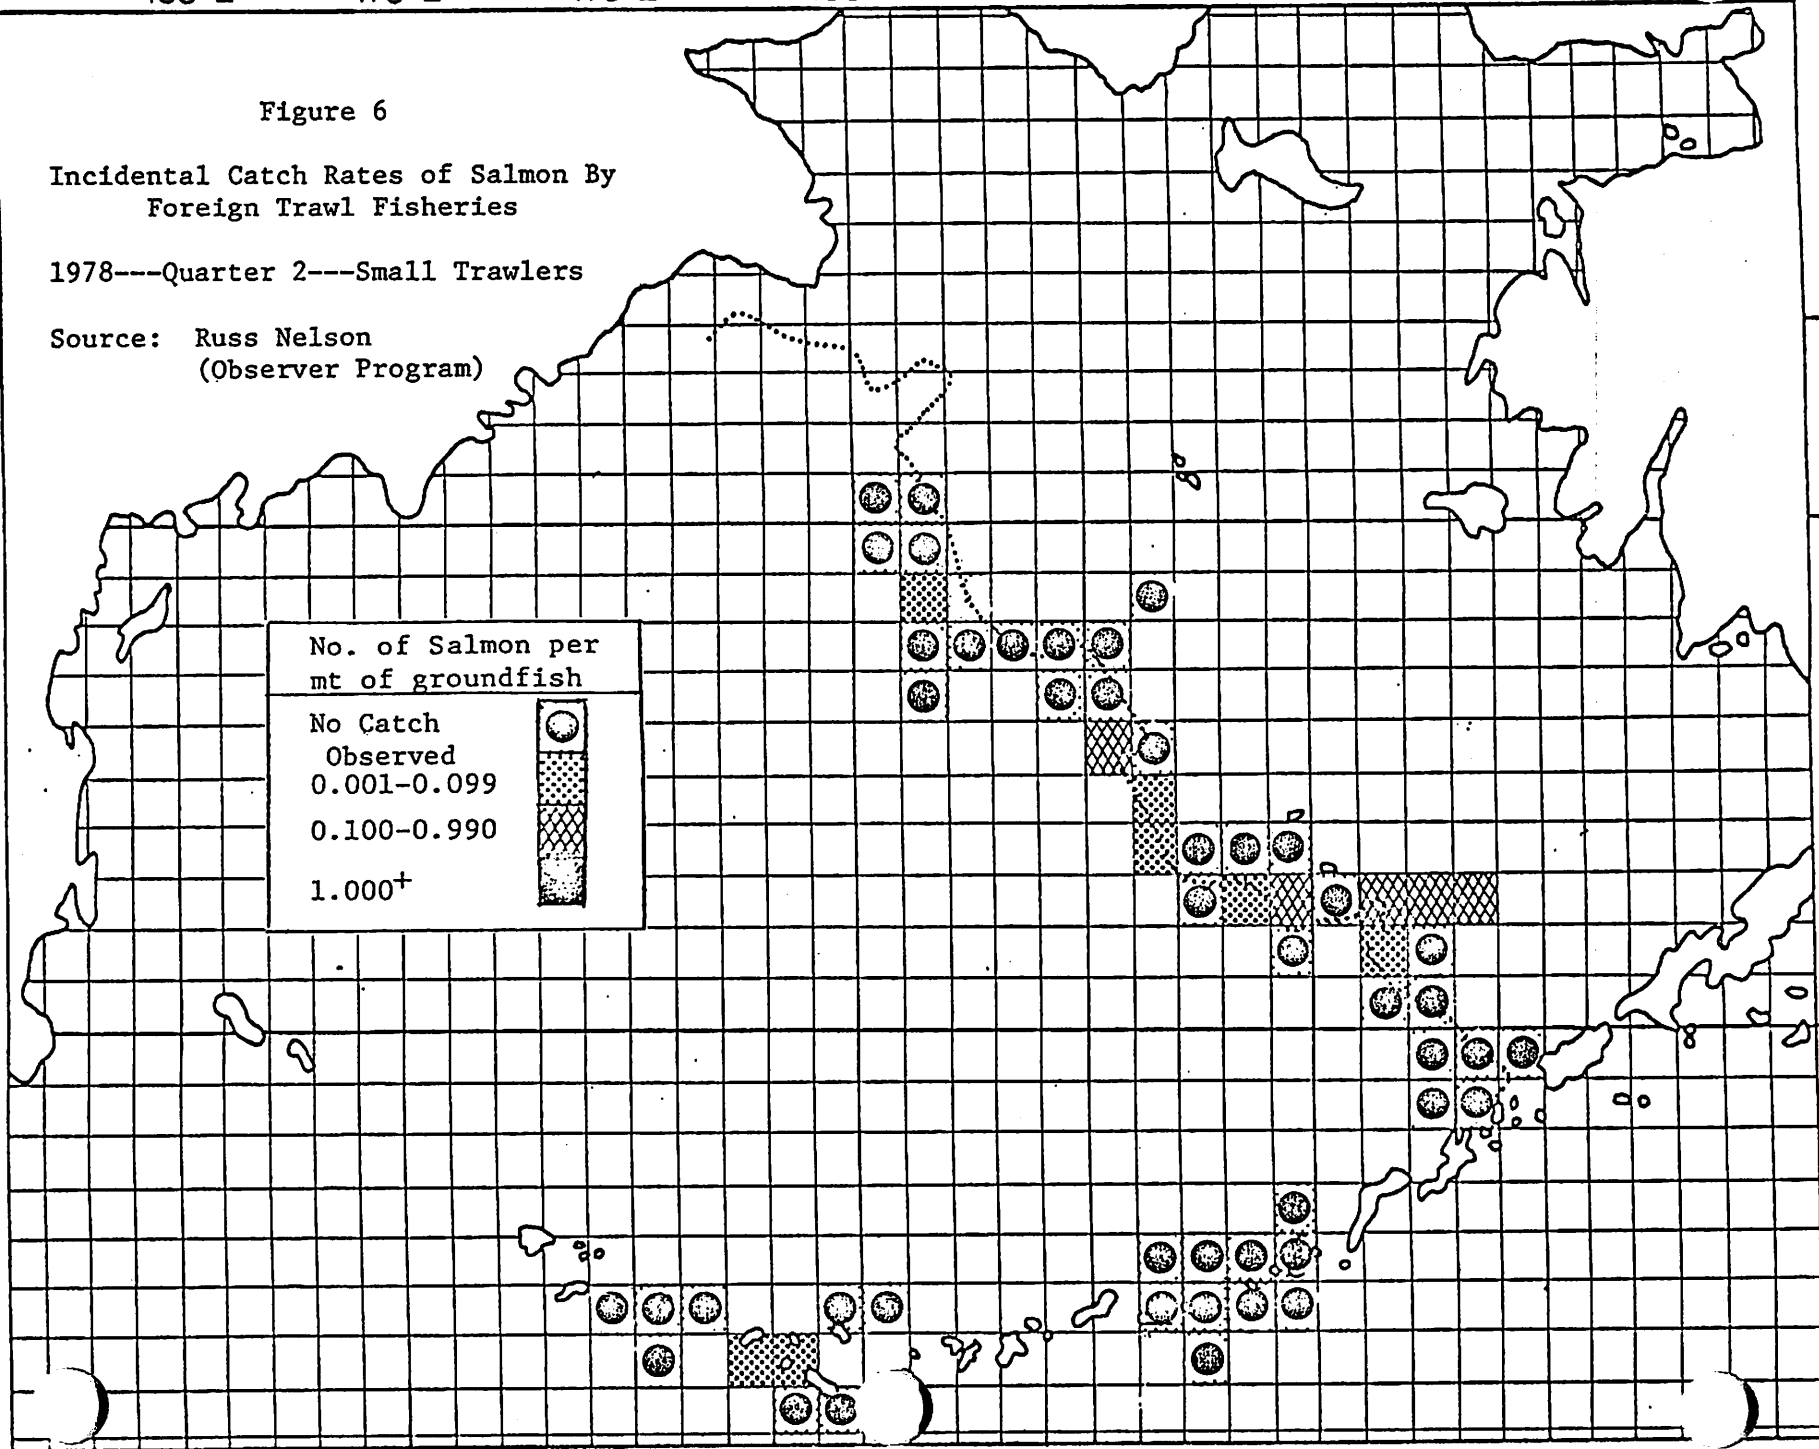 Figure 6
Incidental Catch Rates of Salmon By
Foreign Trawl Fisheries
1978---Quarter 2---Small Trawlers
Source: Russ Nelson
(Observer Program)
No. of Salmon per
mt of groundfish
No Catch
Observed
0.001-0.099
0.100-0.990
1.000+